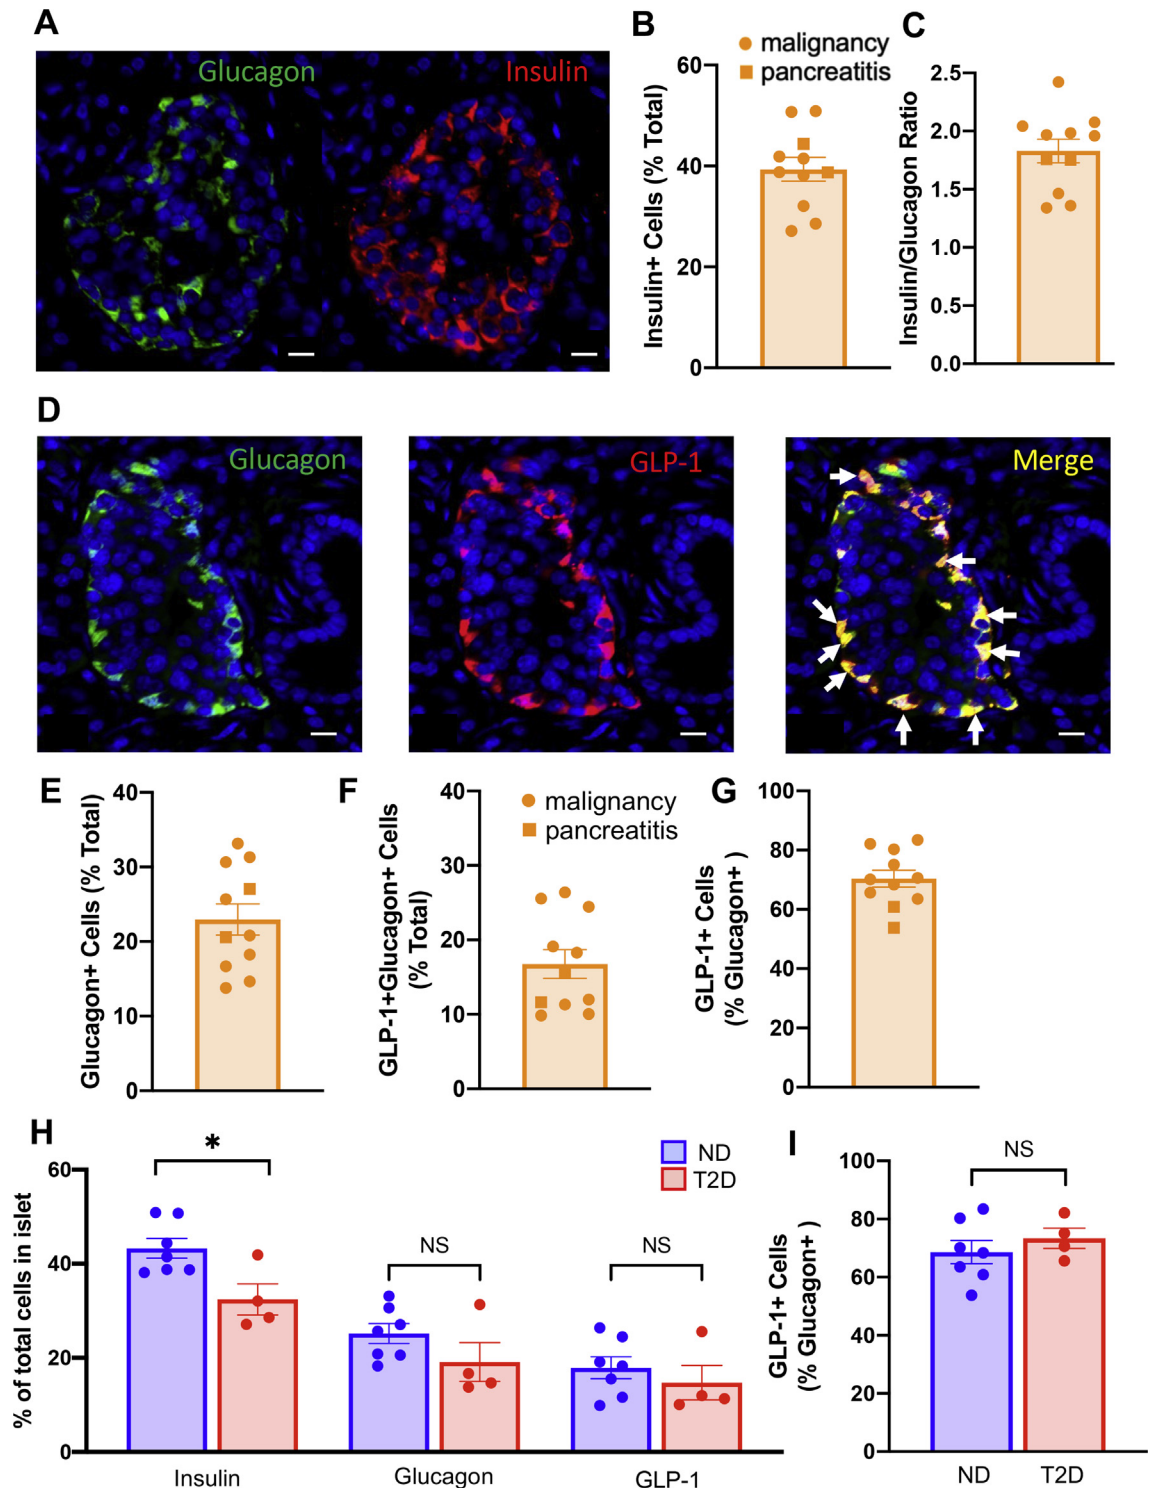 A
Glucagon
Insulin
B
malignancy
pancreatitis
Insulin+ Cells (% Total)
60
40
20
0
C
Insulin/Glucagon Ratio
2.5
2.0
1.5
1.0
0.5
0.0
D
Glucagon
GLP-1
Merge
E
Glucagon+ Cells (% Total)
40
30
20
10
0
F
GLP-1+Glucagon+ Cells
(% Total)
40
30
20
10
0
malignancy
pancreatitis
G
GLP-1+ Cells
(% Glucagon+ )
100
80
60
40
20
0
H
% of total cells in islet
60
40
20
0
*
NS
NS
ND
T2D
Insulin
Glucagon
GLP-1
I
GLP-1+ Cells
(% Glucagon+ )
100
80
60
40
20
0
NS
ND
T2D